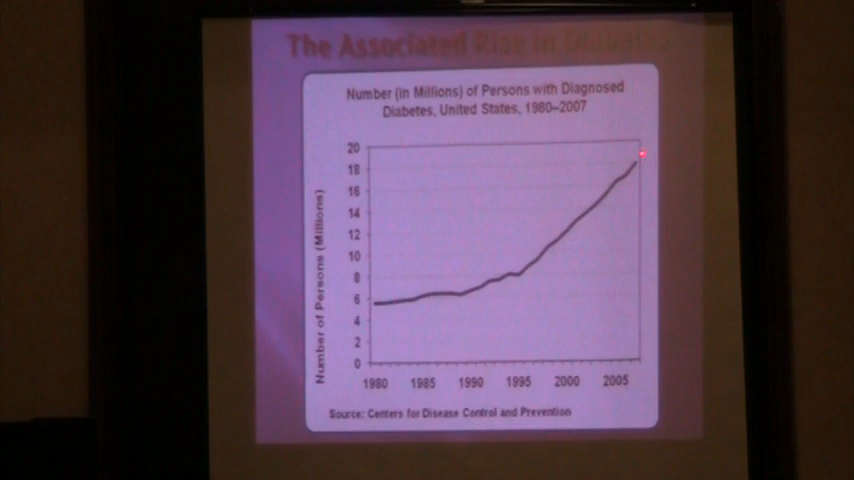 The Associated Rise in Diabetes
Number (in Millions) of Persons with Diagnosed
Diabetes, United States, 1980–2007
Number of Persons (Millions)
20
18
16
14
12
10
8
6
4
2
0
1980 1985 1990 1995 2000 2005
Source: Centers for Disease Control and Prevention